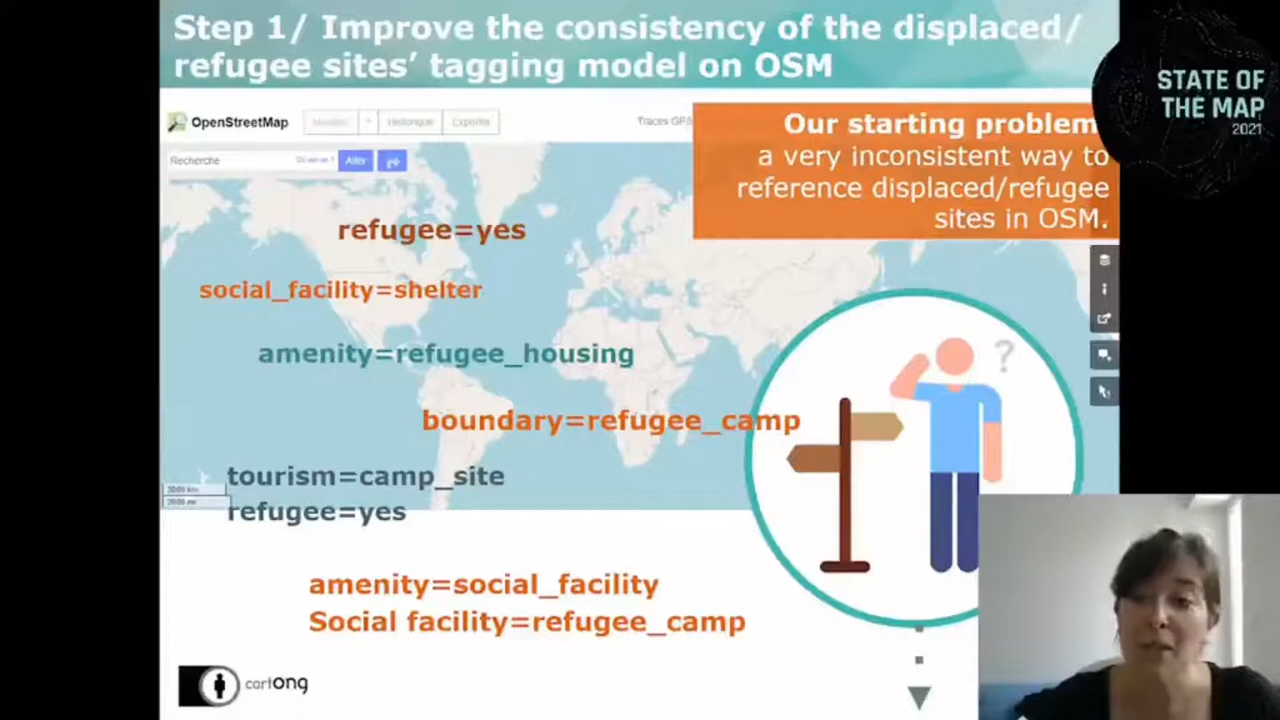 Step 1/ Improve the consistency of the displaced/
refugee sites’ tagging model on OSM
STATE OF
THE MAP
2021
OpenStreetMap
Historique
Exporter
Traces GPS
Our starting problem
a very inconsistent way to
reference displaced/refugee
sites in OSM.
Recherche
Aller
refugee=yes
social_facility=shelter
amenity=refugee_housing
boundary=refugee_camp
tourism=camp_site
refugee=yes
amenity=social_facility
Social facility=refugee_camp
?
cartONG